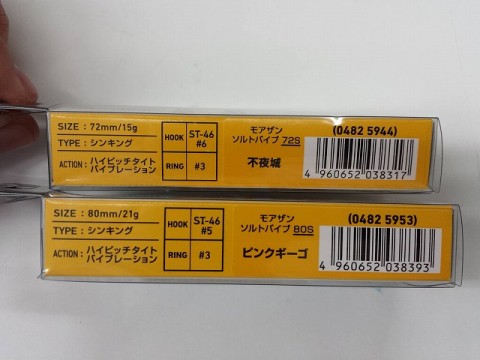 SIZE : 72mm/15g
TYPE : シンキング
ACTION : ハイピッチタイト
バイブレーション
HOOK ST-46
#6
RING #3
モアザン
ソルトバイブ 72S
不夜城
(0482 5944)
4 960652 038317
SIZE : 80mm/21g
TYPE : シンキング
ACTION : ハイピッチタイト
バイブレーション
HOOK ST-46
#5
RING #3
モアザン
ソルトバイブ 80S
ピンクギーゴ
(0482 5953)
4 960652 038393